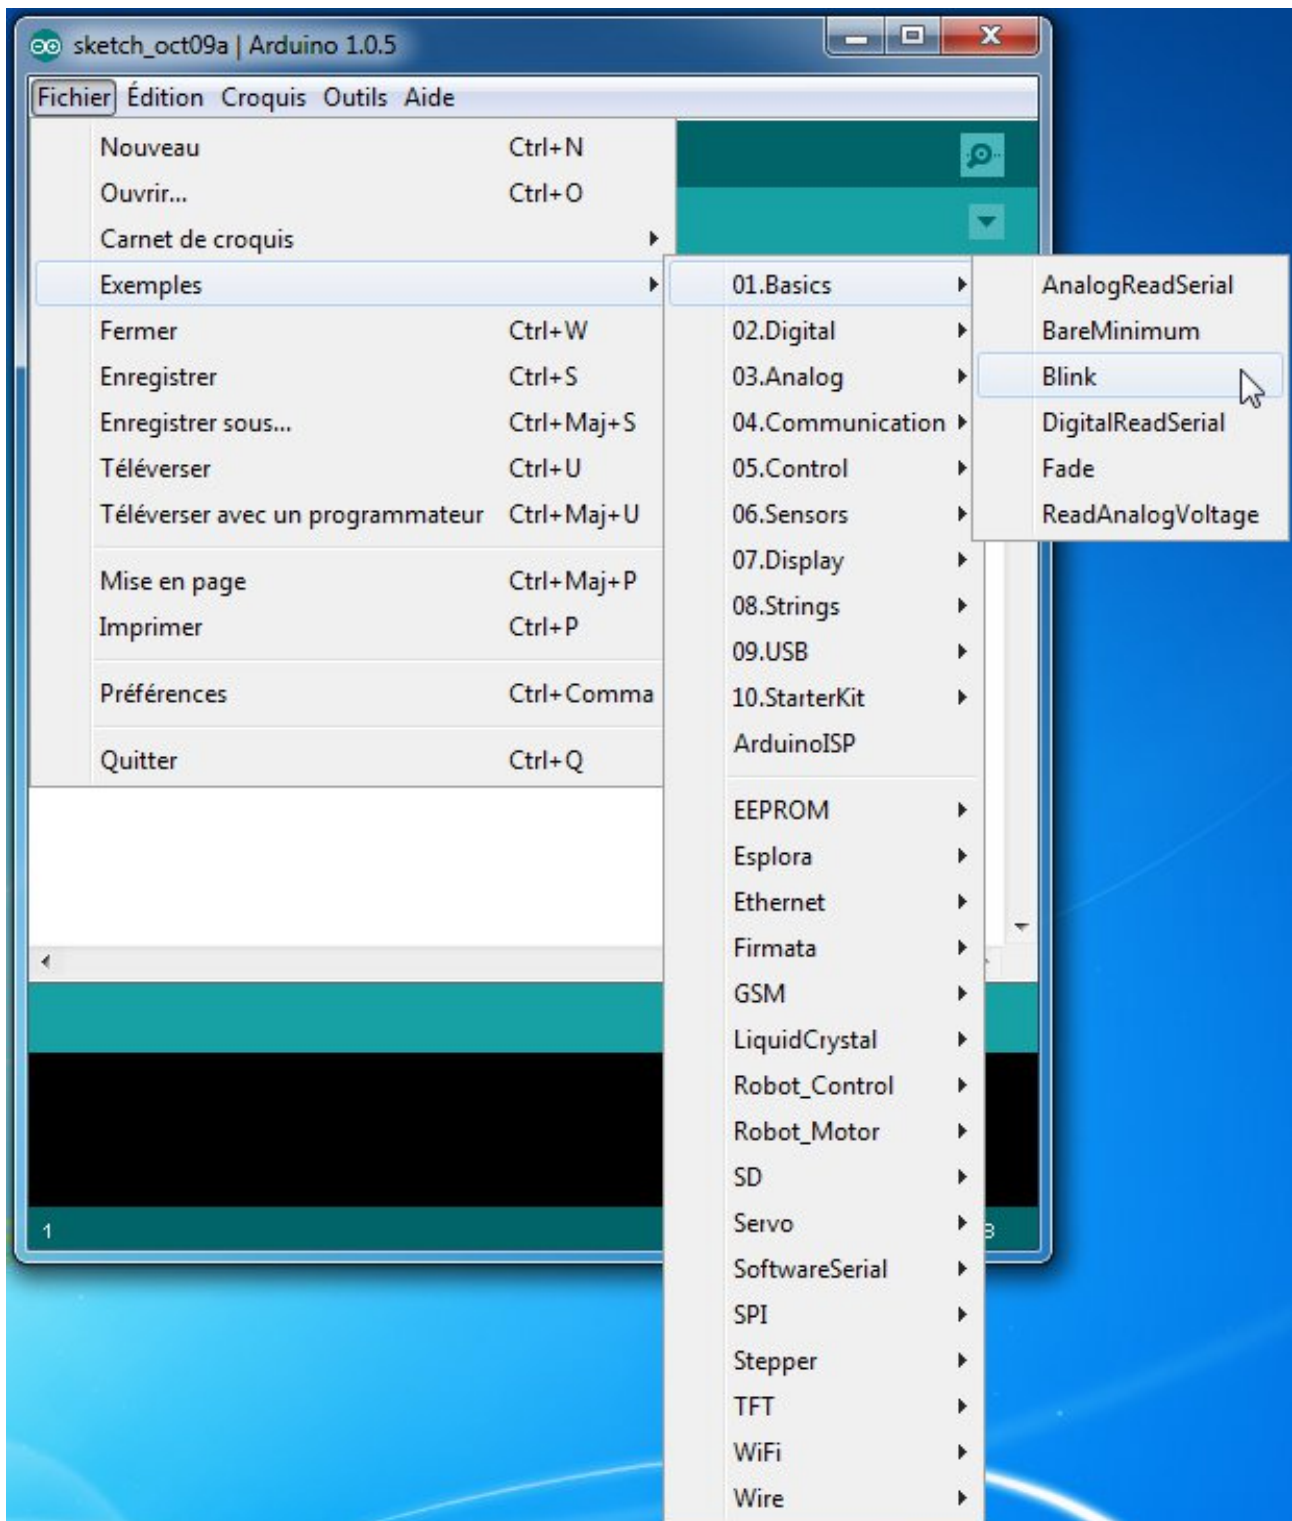 sketch_oct09a | Arduino 1.0.5
Fichier Édition Croquis Outils Aide
Nouveau Ctrl+N
Ouvrir... Ctrl+O
Carnet de croquis
Exemples
Fermer Ctrl+W
Enregistrer Ctrl+S
Enregistrer sous... Ctrl+Maj+S
Téléverser Ctrl+U
Téléverser avec un programmateur Ctrl+Maj+U
Mise en page Ctrl+Maj+P
Imprimer Ctrl+P
Préférences Ctrl+Comma
Quitter Ctrl+Q
01.Basics
02.Digital
03.Analog
04.Communication
05.Control
06.Sensors
07.Display
08.Strings
09.USB
10.StarterKit
ArduinoISP
EEPROM
Esplora
Ethernet
Firmata
GSM
LiquidCrystal
Robot_Control
Robot_Motor
SD
Servo
SoftwareSerial
SPI
Stepper
TFT
WiFi
Wire
AnalogReadSerial
BareMinimum
Blink
DigitalReadSerial
Fade
ReadAnalogVoltage
1